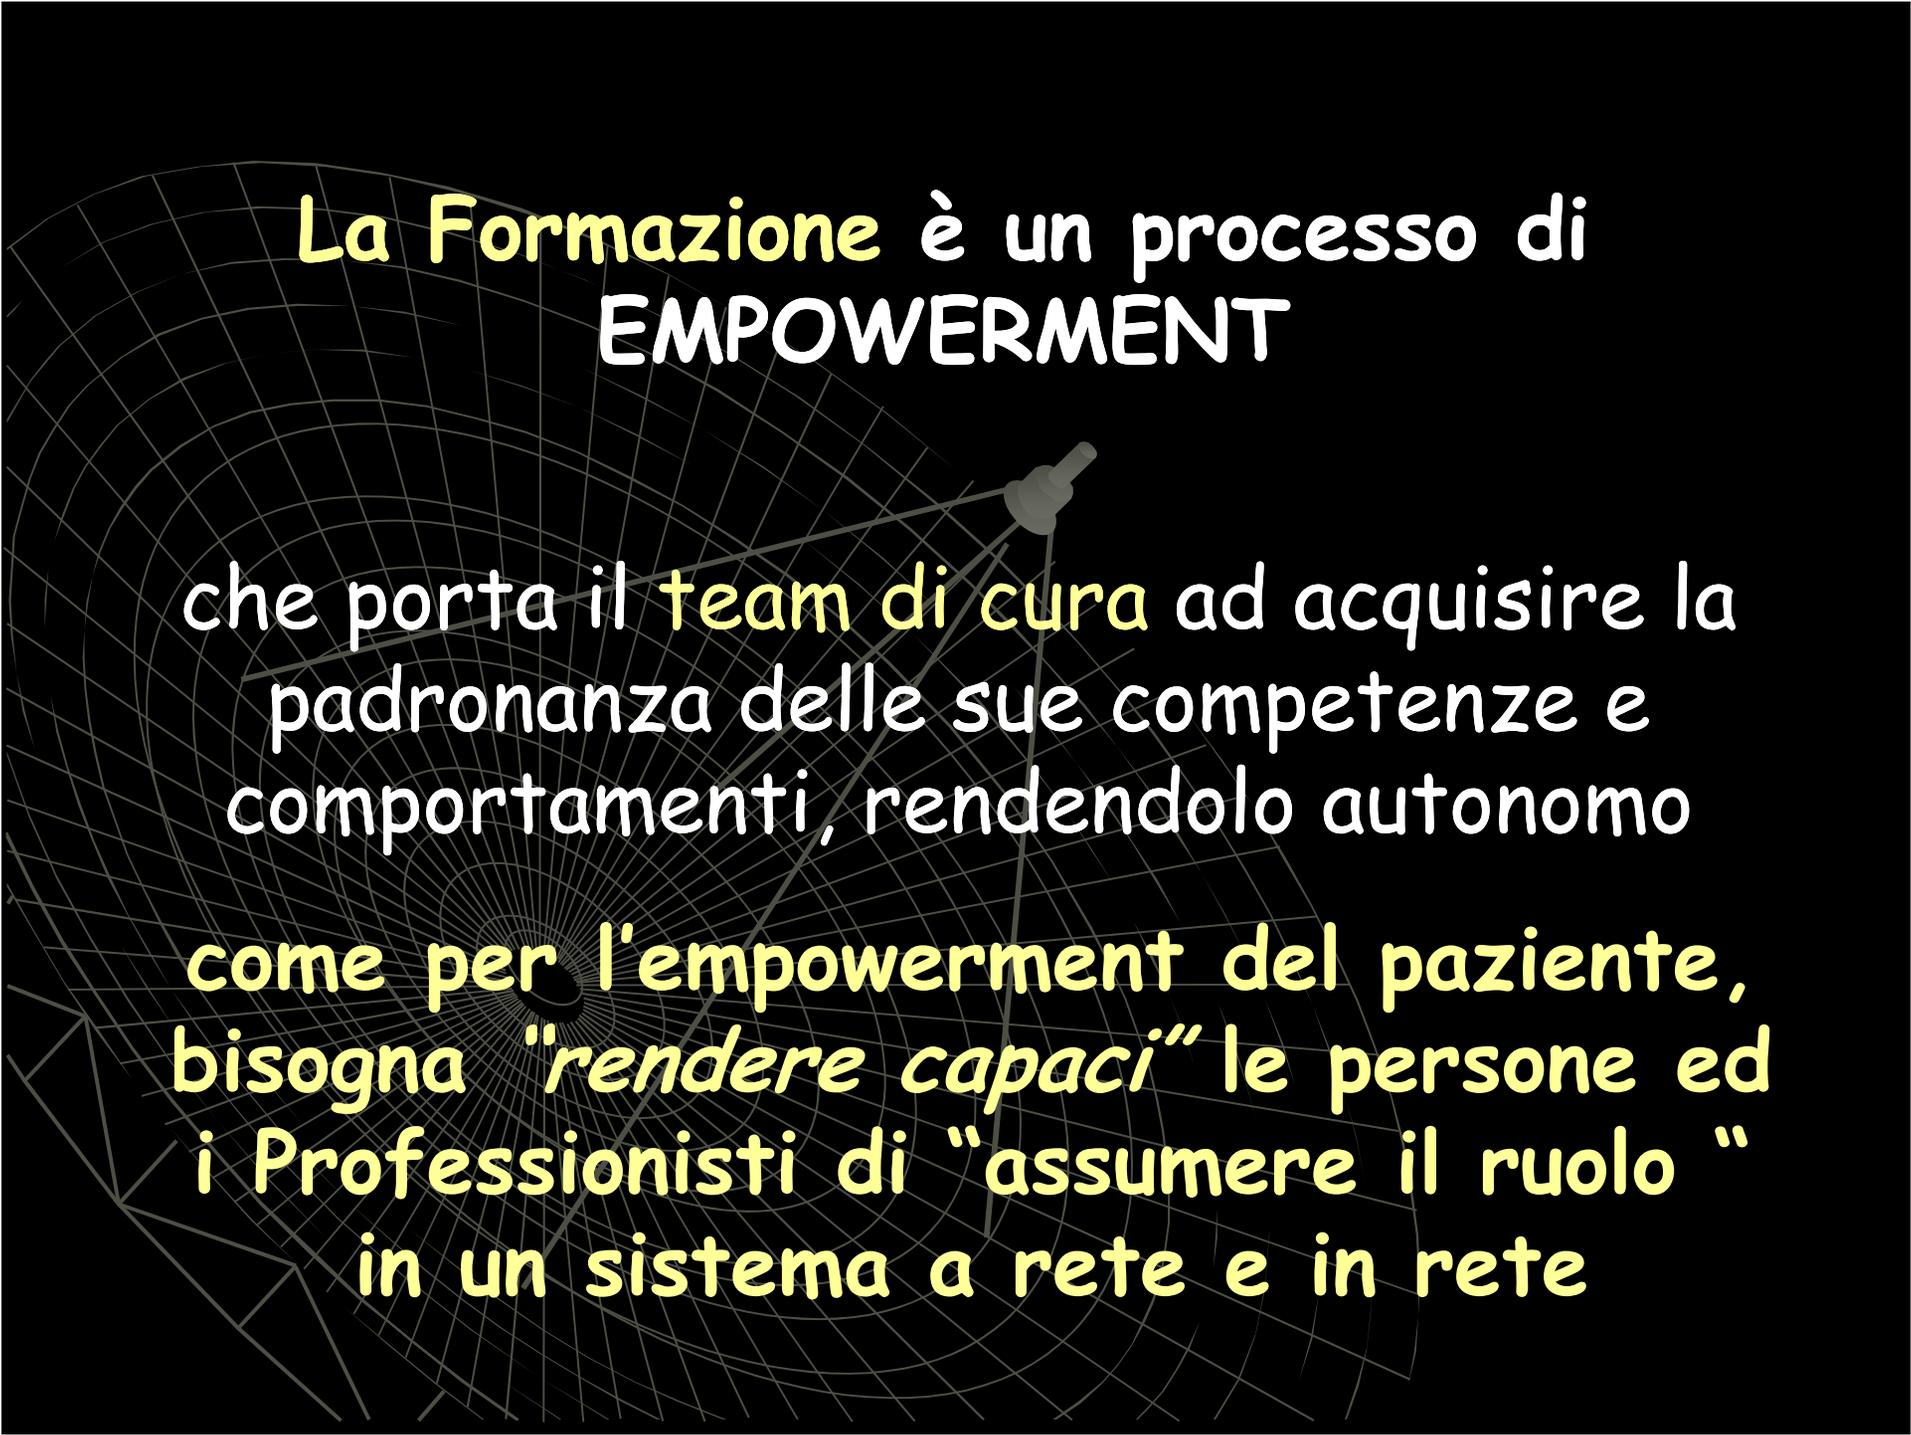 La Formazione è un processo di
EMPOWERMENT
che porta il team di cura ad acquisire la
padronanza delle sue competenze e
comportamenti, rendendolo autonomo
come per l’empowerment del paziente,
bisogna “rendere capaci” le persone ed
i Professionisti di “assumere il ruolo “
in un sistema a rete e in rete